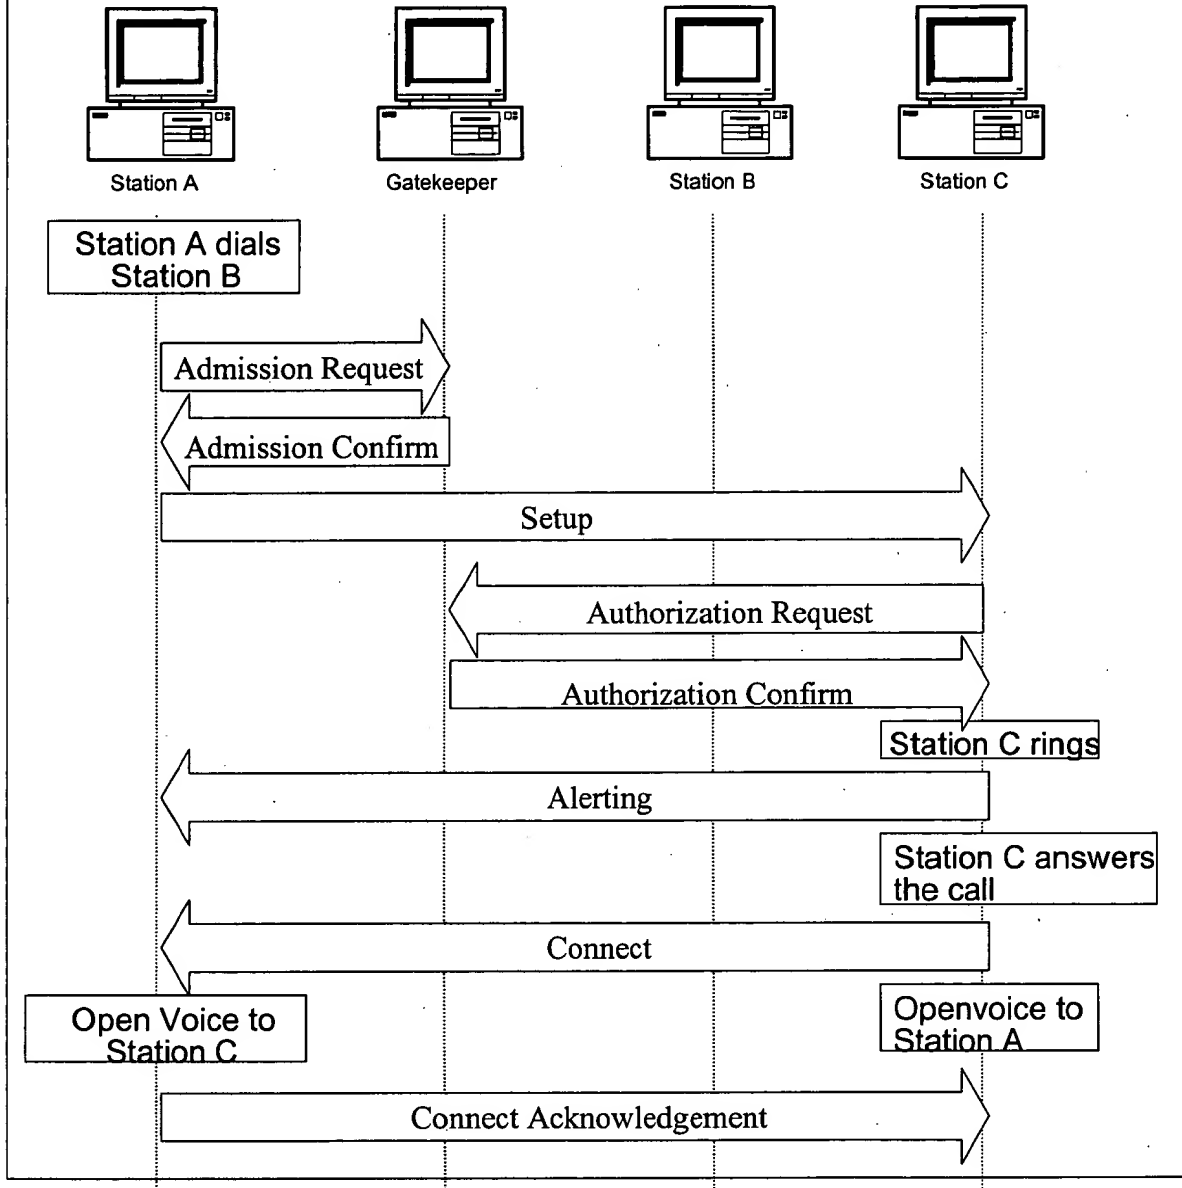 Station A
Gatekeeper
Station B
Station C
Station A dials
Station B
Admission Request
Admission Confirm
Setup
Authorization Request
Authorization Confirm
Station C rings
Alerting
Station C answers
the call
Connect
Open Voice to
Station C
Openvoice to
Station A
Connect Acknowledgement